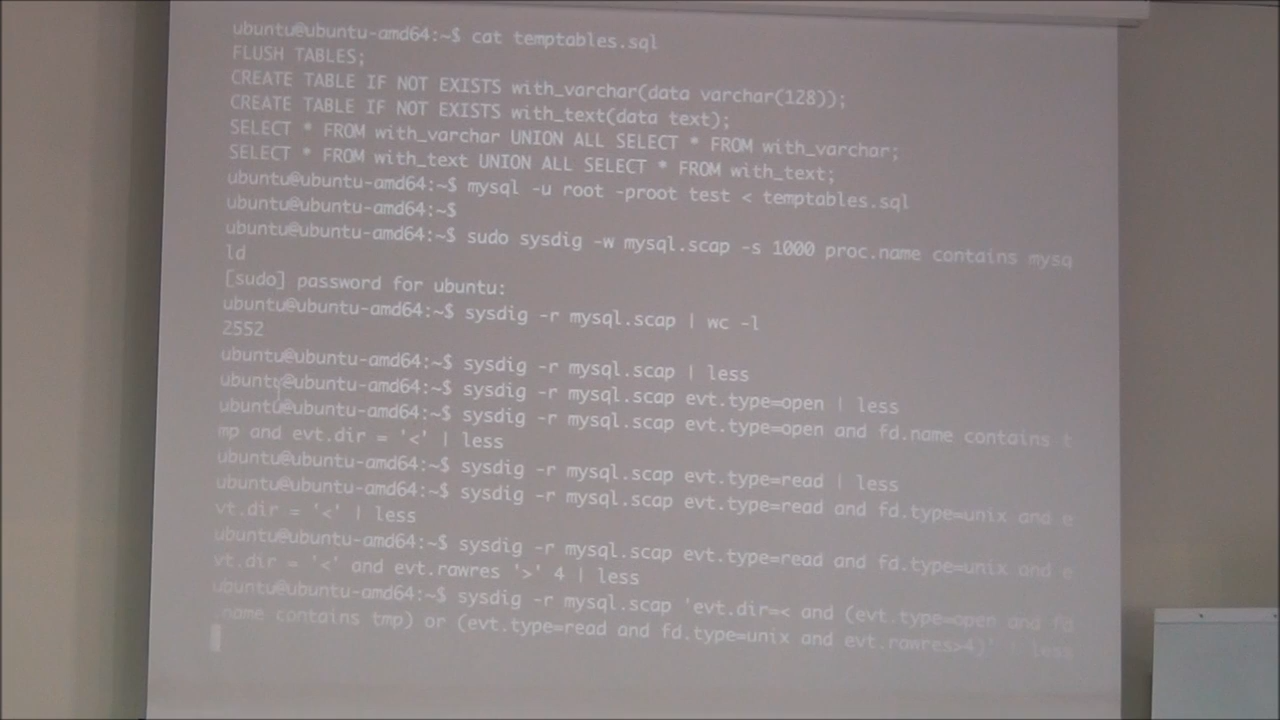 ubuntu@ubuntu-amd64:~$ cat temptables.sql
FLUSH TABLES;
CREATE TABLE IF NOT EXISTS with_varchar(data varchar(128));
CREATE TABLE IF NOT EXISTS with_text(data text);
SELECT * FROM with_varchar UNION ALL SELECT * FROM with_varchar;
SELECT * FROM with_text UNION ALL SELECT * FROM with_text;
ubuntu@ubuntu-amd64:~$ mysql -u root -proot test < temptables.sql
ubuntu@ubuntu-amd64:~$
ubuntu@ubuntu-amd64:~$ sudo sysdig -w mysql.scap -s 1000 proc.name contains mysq
ld
[sudo] password for ubuntu:
ubuntu@ubuntu-amd64:~$ sysdig -r mysql.scap | wc -l
2552
ubuntu@ubuntu-amd64:~$ sysdig -r mysql.scap | less
ubuntu@ubuntu-amd64:~$ sysdig -r mysql.scap evt.type=open | less
ubuntu@ubuntu-amd64:~$ sysdig -r mysql.scap evt.type=open and fd.name contains t
mp and evt.dir = '<' | less
ubuntu@ubuntu-amd64:~$ sysdig -r mysql.scap evt.type=read | less
ubuntu@ubuntu-amd64:~$ sysdig -r mysql.scap evt.type=read and fd.type=unix and e
vt.dir = '<' | less
ubuntu@ubuntu-amd64:~$ sysdig -r mysql.scap evt.type=read and fd.type=unix and e
vt.dir = '<' and evt.rawres '>' 4 | less
ubuntu@ubuntu-amd64:~$ sysdig -r mysql.scap 'evt.dir=< and (evt.type=open and fd
.name contains tmp) or (evt.type=read and fd.type=unix and evt.rawres>4)' | less